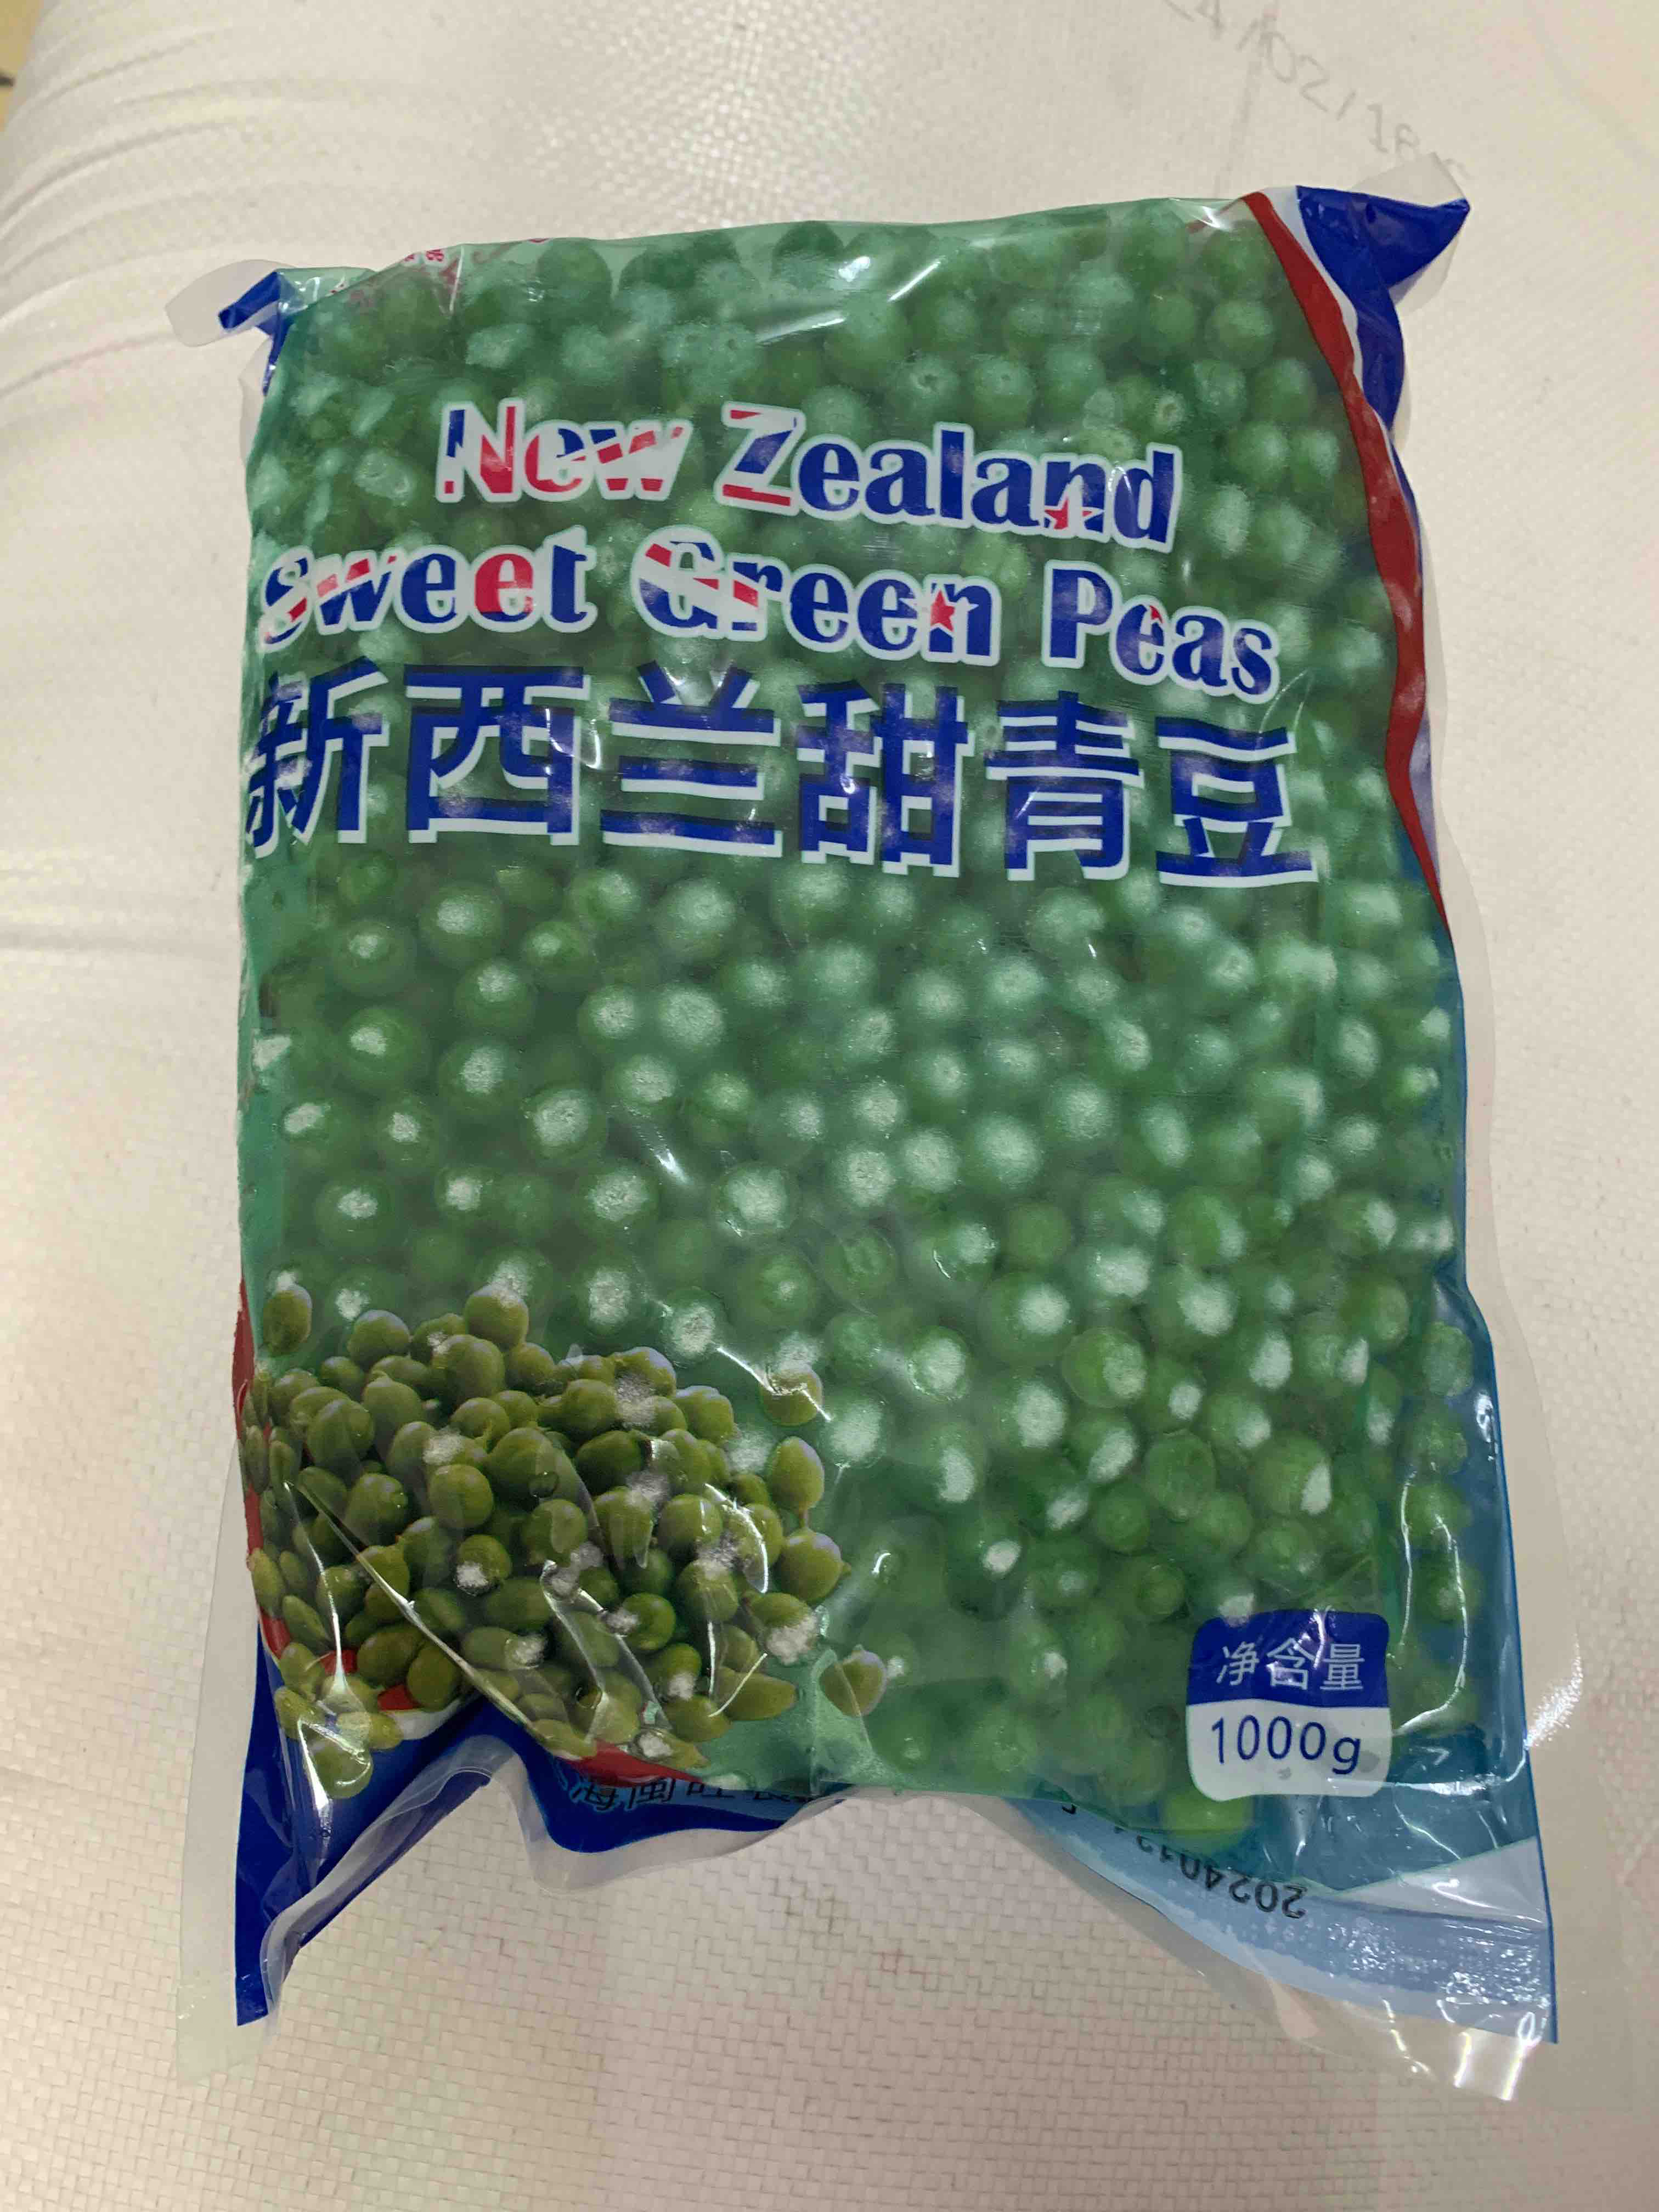 New Zealand
Sweet Green Peas
新西兰甜青豆
净含量
1000g